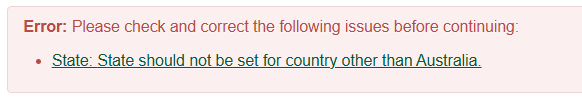 Error: Please check and correct the following issues before continuing:
• State: State should not be set for country other than Australia.